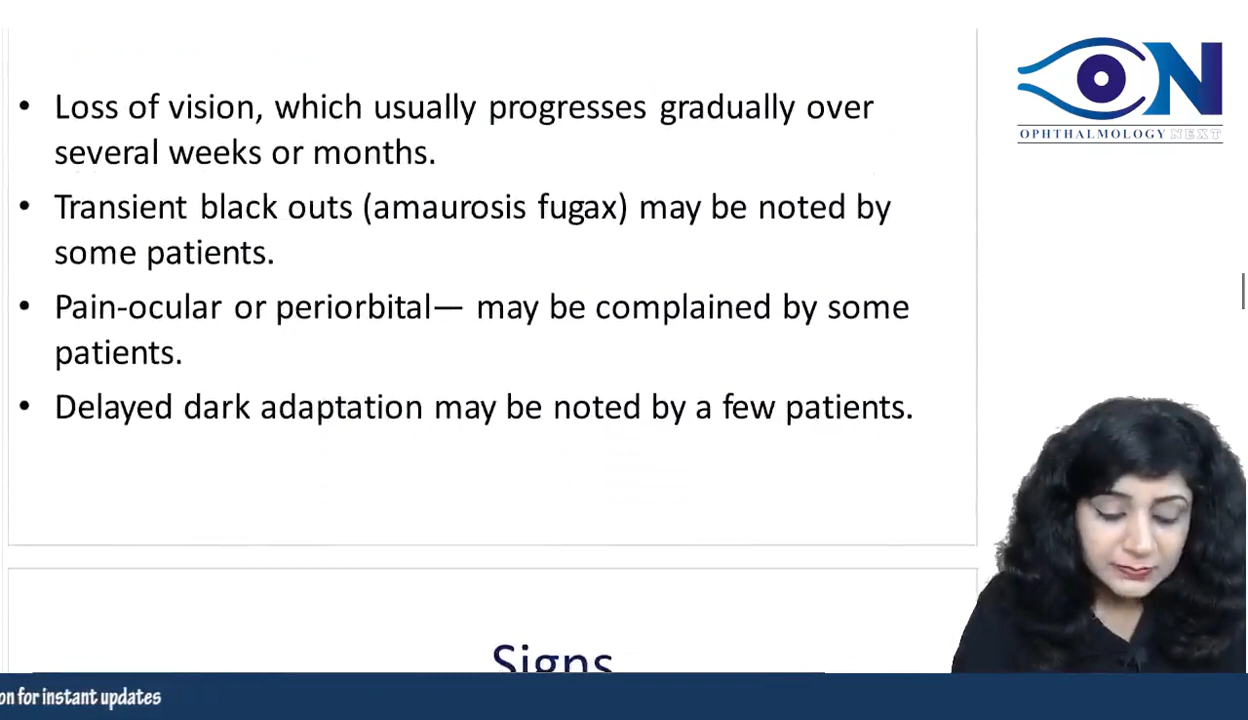 • Loss of vision, which usually progresses gradually over
several weeks or months.
• Transient black outs (amaurosis fugax) may be noted by
some patients.
• Pain-ocular or periorbital— may be complained by some
patients.
• Delayed dark adaptation may be noted by a few patients.
Signs
ON
OPHTHALMOLOGY NEXT
on for instant updates